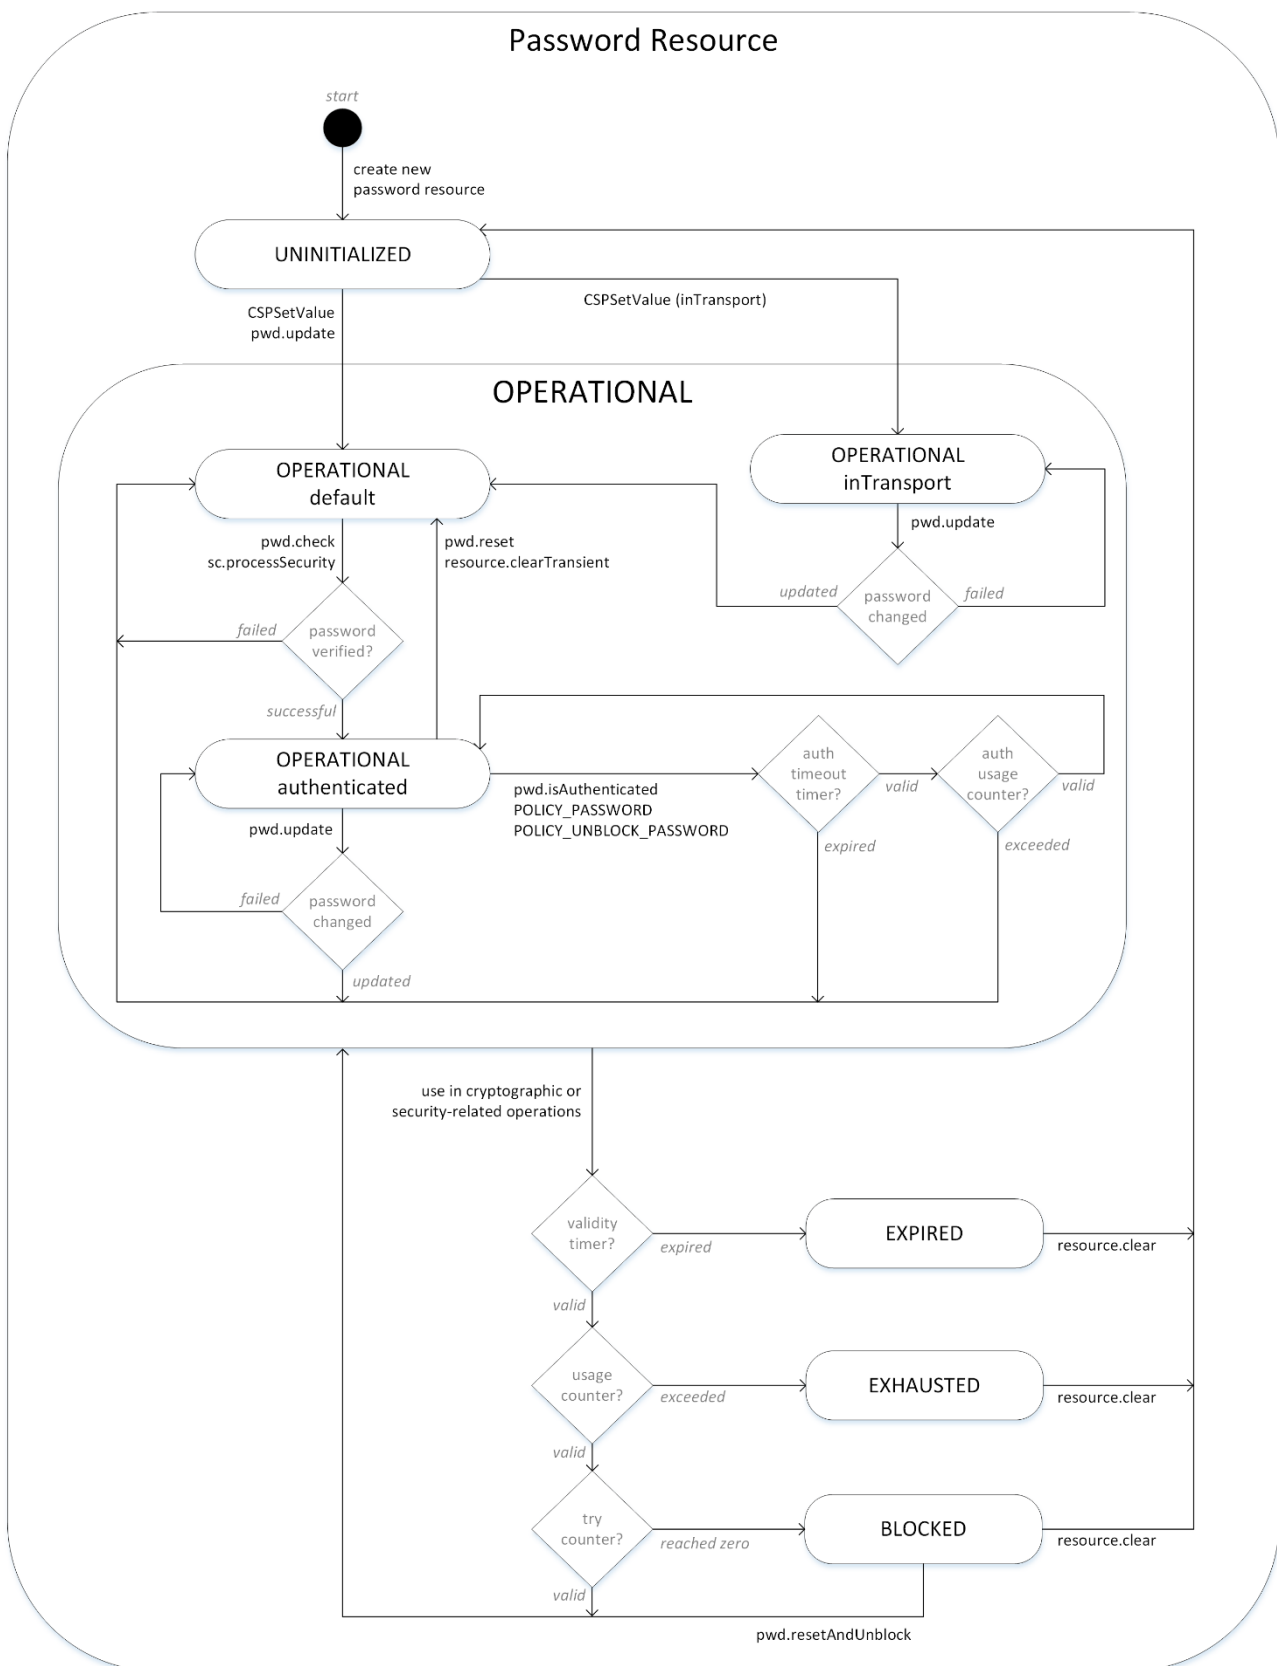 Password Resource
start
create new
password resource
UNINITIALIZED
CSPSetValue
pwd.update
CSPSetValue (inTransport)
OPERATIONAL
OPERATIONAL
default
OPERATIONAL
inTransport
pwd.check
sc.processSecurity
pwd.reset
resource.clearTransient
pwd.update
updated
password
changed
failed
failed
password
verified?
successful
OPERATIONAL
authenticated
pwd.isAuthenticated
POLICY_PASSWORD
POLICY_UNBLOCK_PASSWORD
auth
timeout
timer?
valid
auth
usage
counter?
valid
expired
exceeded
pwd.update
failed
password
changed
updated
use in cryptographic or
security-related operations
validity
timer?
expired
EXPIRED
resource.clear
valid
usage
counter?
exceeded
EXHAUSTED
resource.clear
valid
try
counter?
reached zero
BLOCKED
resource.clear
valid
pwd.resetAndUnblock